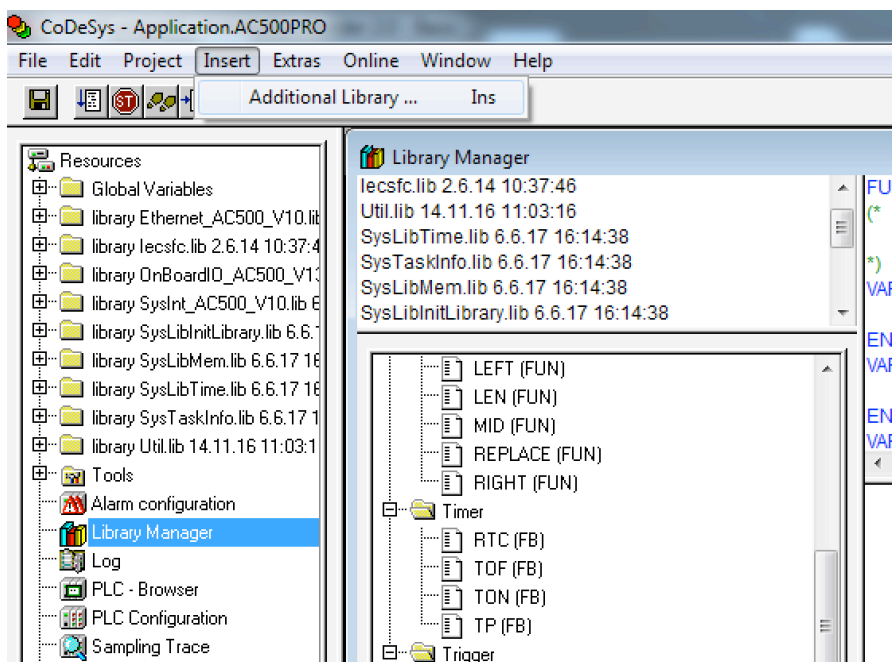 CoDeSys - Application.AC500PRO
File Edit Project Insert Extras Online Window Help
Additional Library ... Ins
ST
Resources
Global Variables
library Ethernet_AC500_V10.lib
library Iecsfc.lib 2.6.14 10:37:4
library OnBoardIO_AC500_V13
library SysInt_AC500_V10.lib 6
library SysLibInitLibrary.lib 6.6.1
library SysLibMem.lib 6.6.17 16
library SysLibTime.lib 6.6.17 16
library SysTaskInfo.lib 6.6.17 1
library Util.lib 14.11.16 11:03:1
Tools
Alarm configuration
Library Manager
Log
PLC - Browser
PLC Configuration
Sampling Trace
Library Manager
Iecsfc.lib 2.6.14 10:37:46
Util.lib 14.11.16 11:03:16
SysLibTime.lib 6.6.17 16:14:38
SysTaskInfo.lib 6.6.17 16:14:38
SysLibMem.lib 6.6.17 16:14:38
SysLibInitLibrary.lib 6.6.17 16:14:38
LEFT (FUN)
LEN (FUN)
MID (FUN)
REPLACE (FUN)
RIGHT (FUN)
Timer
RTC (FB)
TOF (FB)
TON (FB)
TP (FB)
Trigger
FU
(*
*)
VAR
EN
VAR
EN
VAR